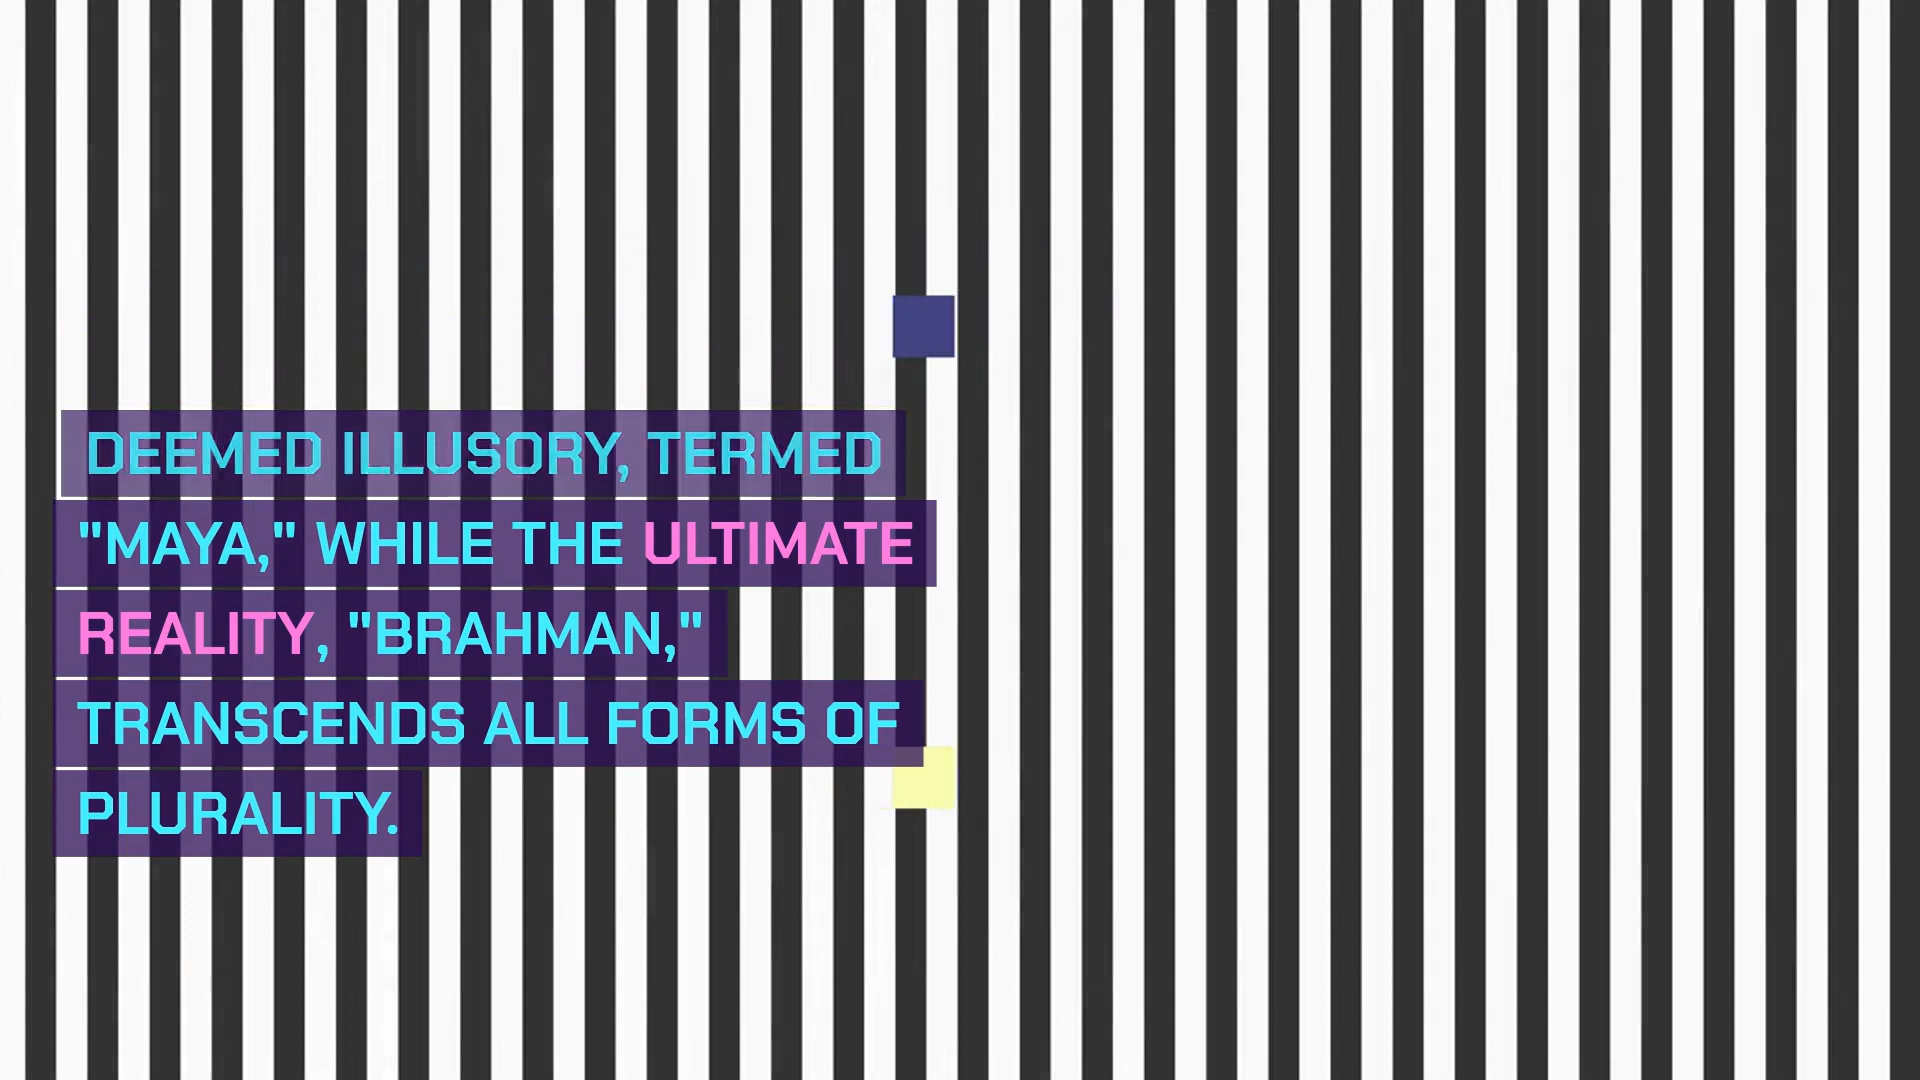 DEEMED ILLUSORY, TERMED
"MAYA," WHILE THE ULTIMATE
REALITY, "BRAHMAN,"
TRANSCENDS ALL FORMS OF
PLURALITY.